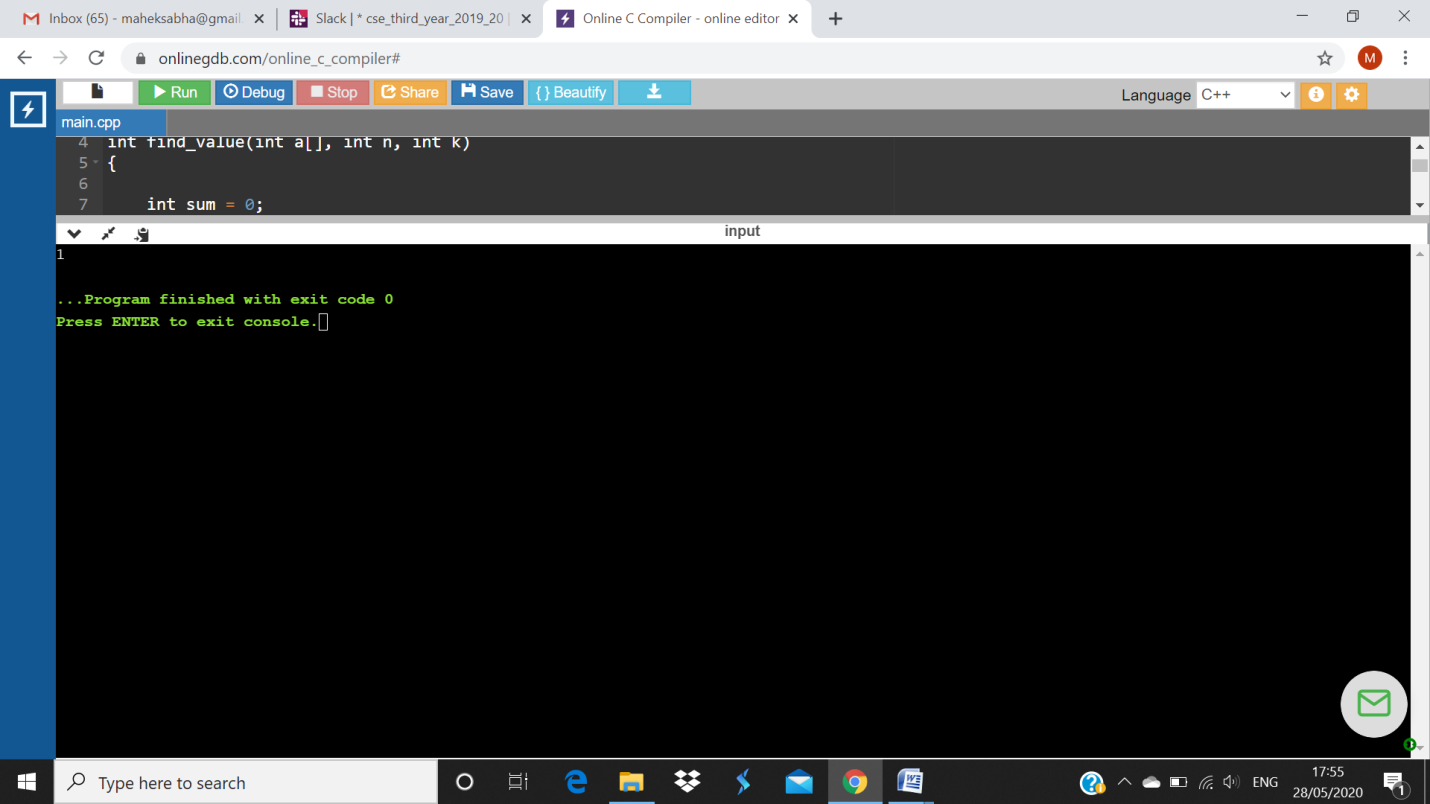 Inbox (65) - maheksabha@gmail.
Slack | * cse_third_year_2019_20 |
Online C Compiler - online editor
onlinegdb.com/online_c_compiler#
M
Run
Debug
Stop
Share
Save
{ } Beautify
Language
C++
main.cpp
4 int find_value(int a[], int n, int k)
5 {
6
7 int sum = 0;
input
1
...Program finished with exit code 0
Press ENTER to exit console.
Type here to search
ENG
17:55
28/05/2020
1